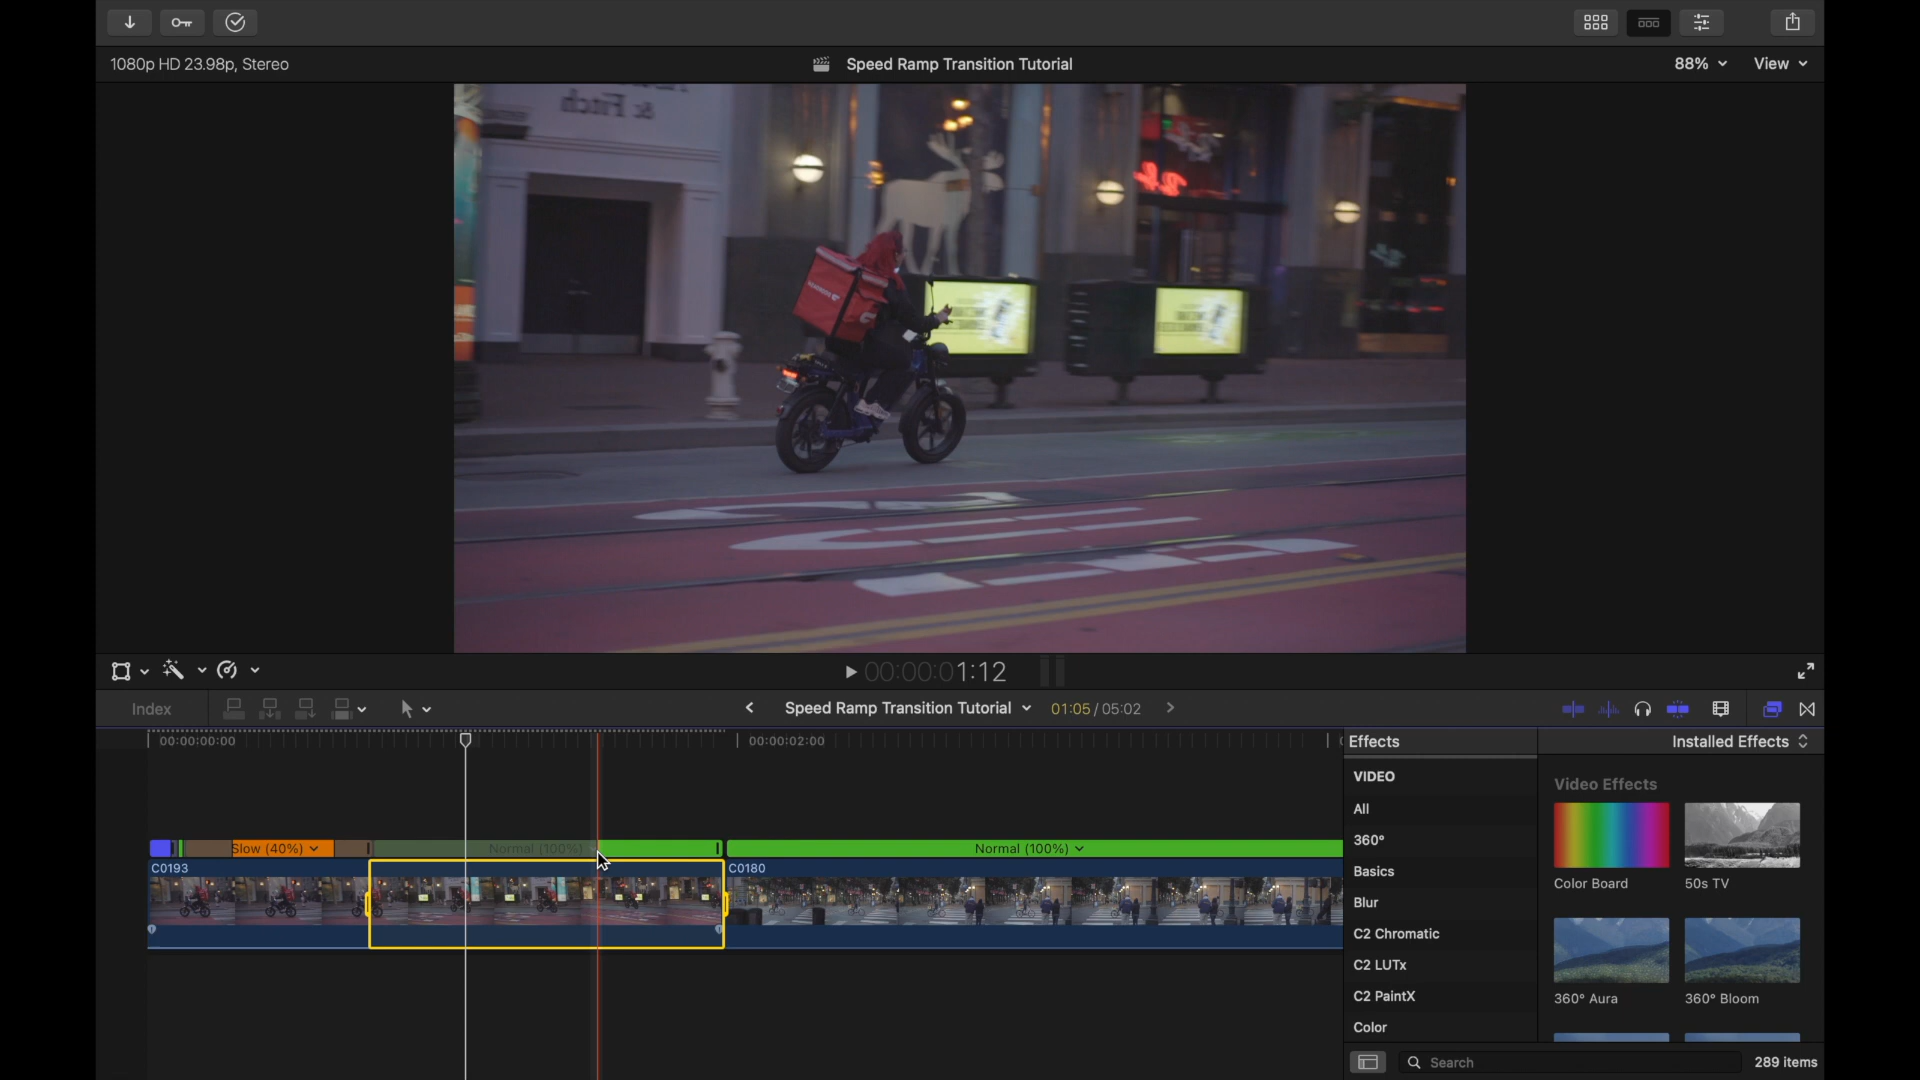 1080p HD 23.98p, Stereo
Speed Ramp Transition Tutorial
88%
View
& Fitch
00:00:01:12
Index
Speed Ramp Transition Tutorial
01:05 / 05:02
00:00:00:00
00:00:02:00
Effects
Installed Effects
VIDEO
All
360°
Basics
Blur
C2 Chromatic
C2 LUTx
C2 PaintX
Color
Video Effects
Color Board
50s TV
360° Aura
360° Bloom
Slow (40%)
Normal (100%)
Normal (100%)
C0193
C0180
Search
289 items